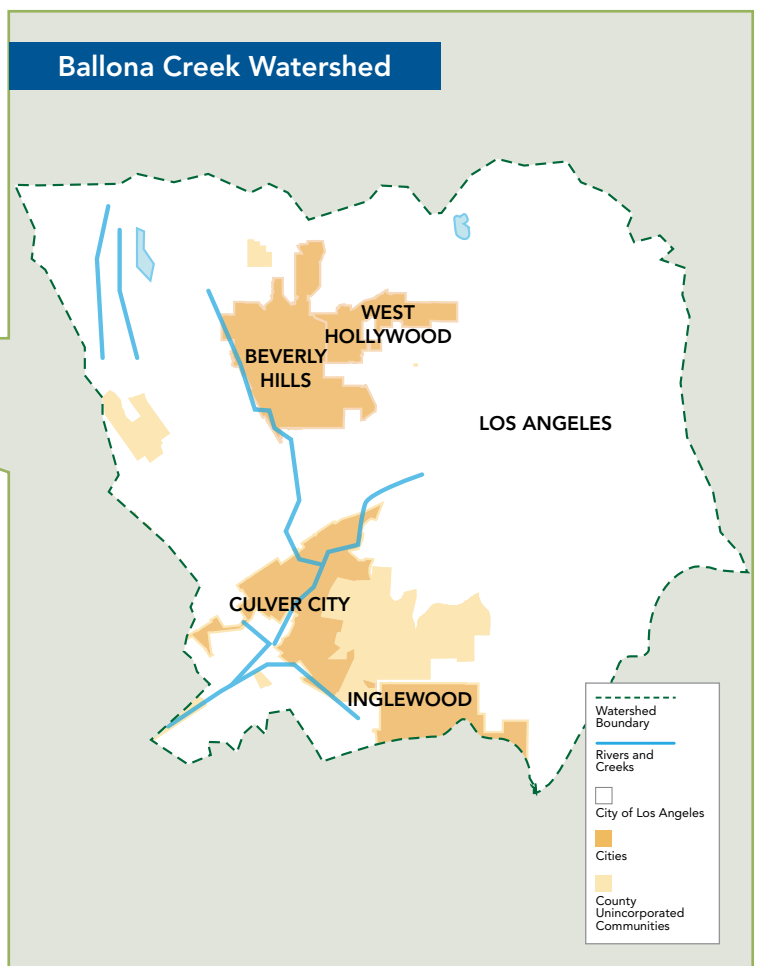 Ballona Creek Watershed
WEST
HOLLYWOOD
BEVERLY
HILLS
LOS ANGELES
CULVER CITY
INGLEWOOD
Watershed
Boundary
Rivers and
Creeks
City of Los Angeles
Cities
County
Unincorporated
Communities